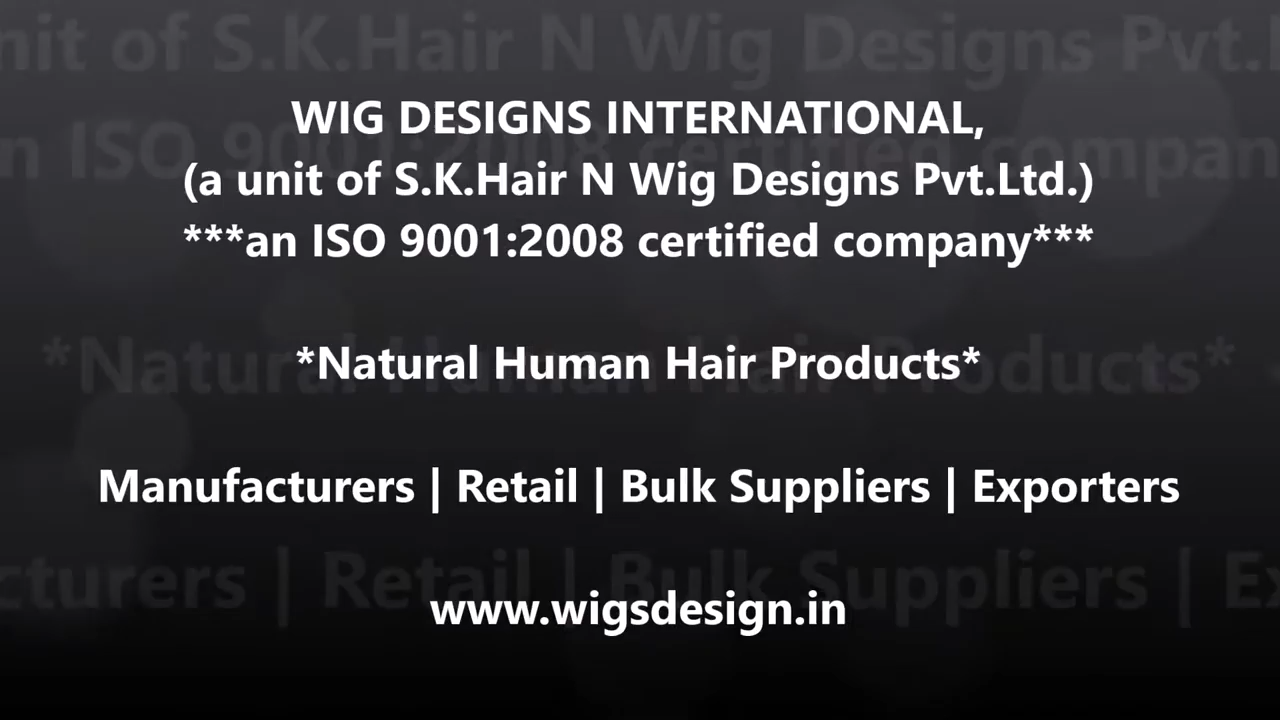 WIG DESIGNS INTERNATIONAL,
(a unit of S.K.Hair N Wig Designs Pvt.Ltd.)
***an ISO 9001:2008 certified company***
*Natural Human Hair Products*
Manufacturers | Retail | Bulk Suppliers | Exporters
www.wigsdesign.in